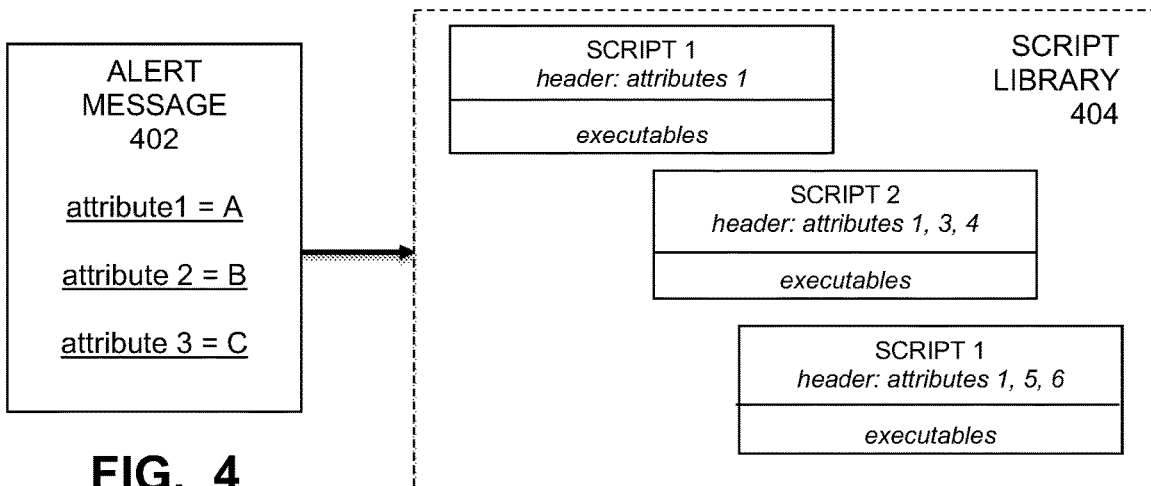 ALERT
MESSAGE
402
attribute1 = A
attribute 2 = B
attribute 3 = C
SCRIPT 1
header: attributes 1
executables
SCRIPT
LIBRARY
404
SCRIPT 2
header: attributes 1, 3, 4
executables
SCRIPT 1
header: attributes 1, 5, 6
executables
FIG. 4